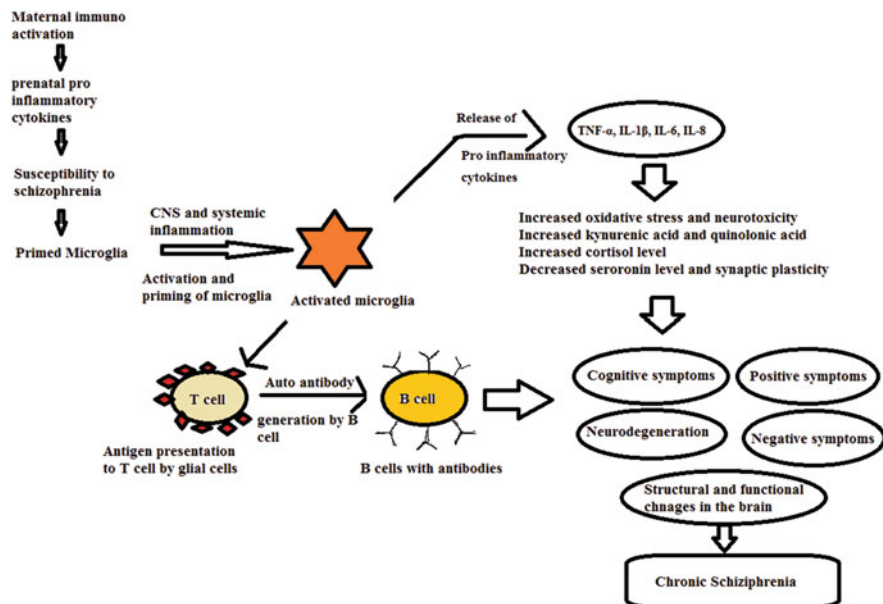 Maternal immuno
activation
prenatal pro
inflammatory
cytokines
Susceptibility to
schizophrenia
Primed Microglia
CNS and systemic
inflammation
Activation and
priming of microglia
Activated microglia
Release of
Pro inflammatory
cytokines
TNF-α, IL-1β, IL-6, IL-8
Increased oxidative stress and neurotoxicity
Increased kynurenic acid and quinolonic acid
Increased cortisol level
Decreased seroronin level and synaptic plasticity
T cell
Antigen presentation
to T cell by glial cells
Auto antibody
generation by B
cell
B cell
B cells with antibodies
Cognitive symptoms
Positive symptoms
Neurodegeneration
Negative symptoms
Structural and functional
chnages in the brain
Chronic Schiziphrenia